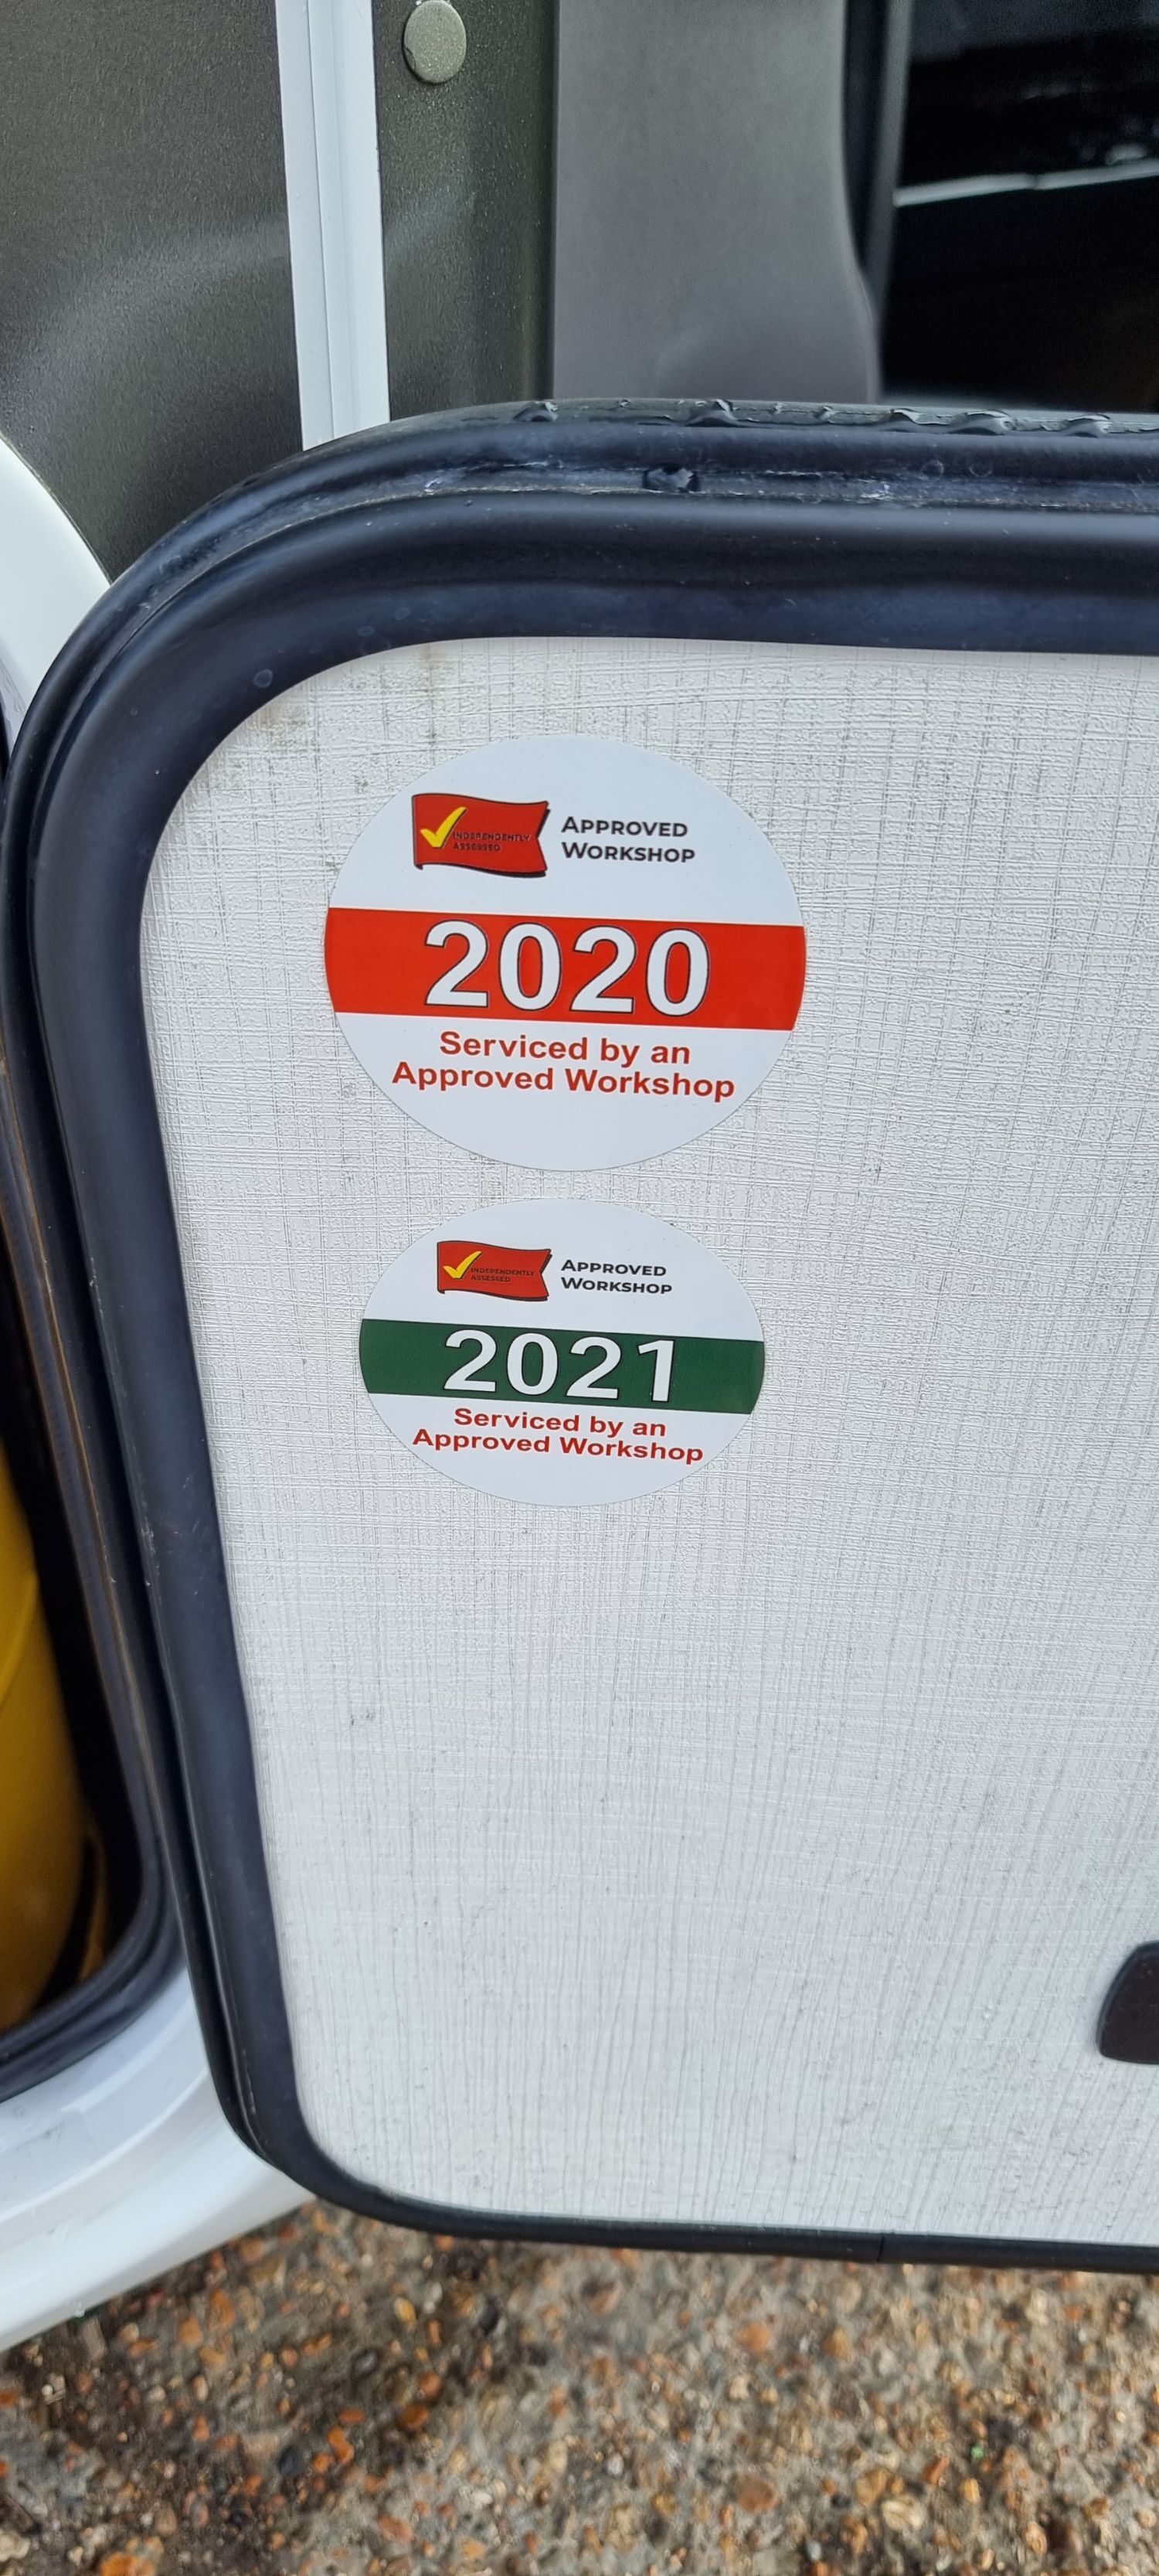 INDEPENDENTLY
ASSESSED
APPROVED
WORKSHOP
2020
Serviced by an
Approved Workshop
INDEPENDENTLY
ASSESSED
APPROVED
WORKSHOP
2021
Serviced by an
Approved Workshop